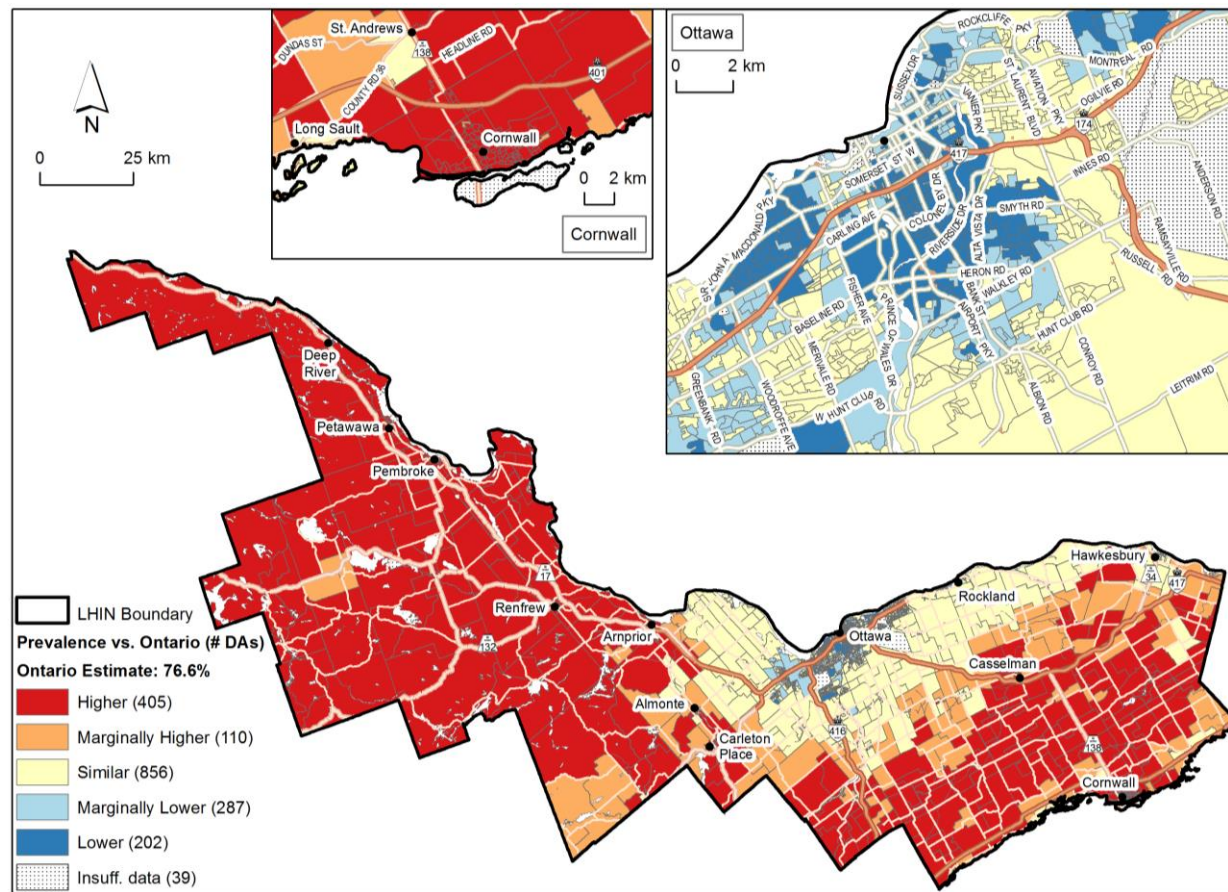 St. Andrews
DUNDAS ST
138
HEADLINE RD
COUNTY RD 36
401
Long Sault
Cornwall
0 2 km
Cornwall
N
0 25 km
Ottawa
0 2 km
ROCKCLIFFE PKY
SUSSEX DR
MONTREAL RD
ST. LAURENT BLVD
AVIATION PKY
VANIER PKY
OGILVIE RD
174
417
SOMERSET ST W
INNES RD
ANDERSON RD
SIR JOHN A MACDONALD PKY
CARLING AVE
COLONEL BY DR
RIVERSIDE DR
ALTA VISTA DR
SMYTH RD
RAMSAYVILLE RD
RUSSELL RD
HERON RD
WALKLEY RD
BASELINE RD
FISHER AVE
PRINCE OF WALES DR
BANK ST
AIRPORT PKY
HUNT CLUB RD
MERIVALE RD
GREENBANK RD
WOODROFFE AVE
W HUNT CLUB RD
CONROY RD
ALBION RD
LEITRIM RD
Deep
River
Petawawa
Pembroke
17
Renfrew
132
Arnprior
Almonte
Carleton
Place
Ottawa
416
Rockland
Hawkesbury
34
417
Casselman
138
Cornwall
LHIN Boundary
Prevalence vs. Ontario (# DAs)
Ontario Estimate: 76.6%
Higher (405)
Marginally Higher (110)
Similar (856)
Marginally Lower (287)
Lower (202)
Insuff. data (39)